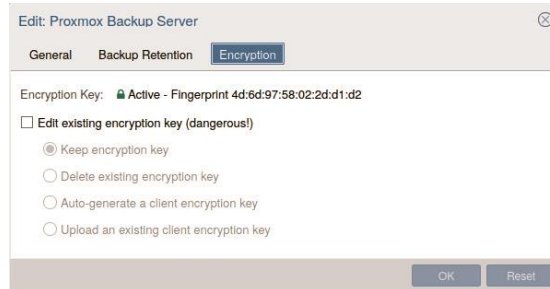 Edit: Proxmox Backup Server
General Backup Retention Encryption
Encryption Key: Active - Fingerprint 4d:6d:97:58:02:2d:d1:d2
Edit existing encryption key (dangerous!)
Keep encryption key
Delete existing encryption key
Auto-generate a client encryption key
Upload an existing client encryption key
OK Reset